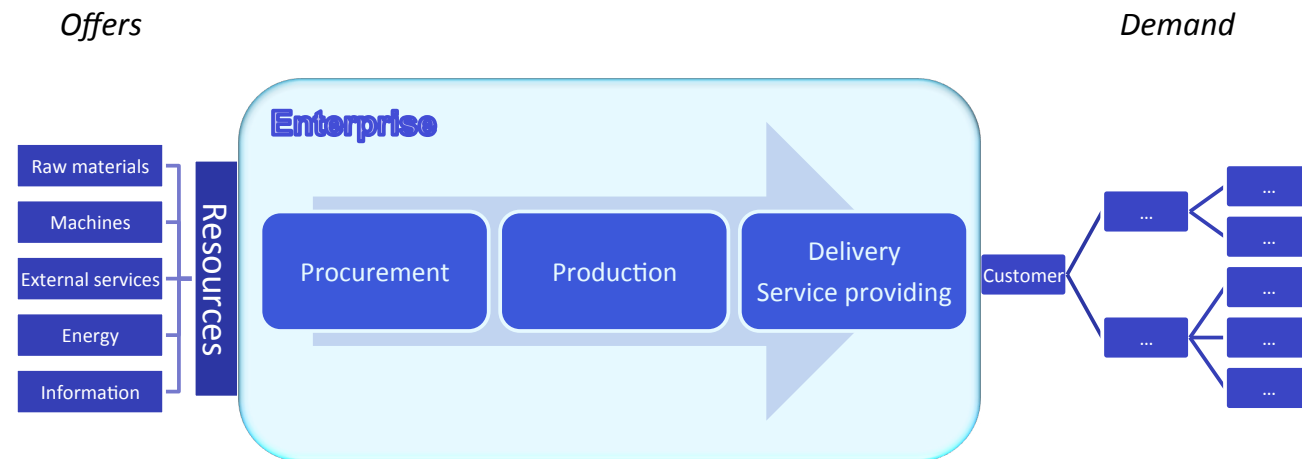 Offers
Demand
Enterprise
Raw materials
Machines
External services
Energy
Information
Resources
Procurement
Production
Delivery
Service providing
Customer
...
...
...
...
...
...
...